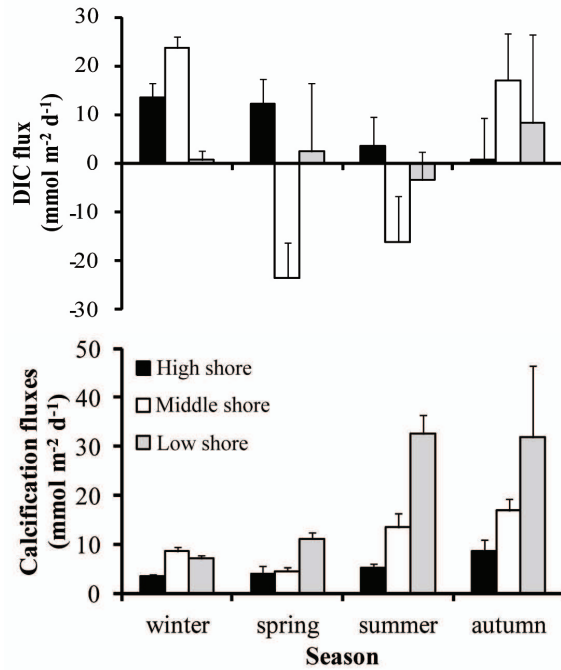 30
20
10
0
-10
-20
-30
DIC flux
(mmol m-2 d-1)
50
40
30
20
10
0
Calcification fluxes
(mmol m-2 d-1)
High shore
Middle shore
Low shore
winter spring summer autumn
Season